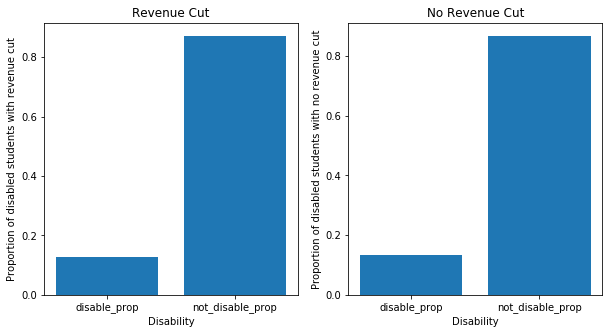 Revenue Cut
Proportion of disabled students with revenue cut
0.8
0.6
0.4
0.2
0.0
disable_prop not_disable_prop
Disability
No Revenue Cut
Proportion of disabled students with no revenue cut
0.8
0.6
0.4
0.2
0.0
disable_prop not_disable_prop
Disability